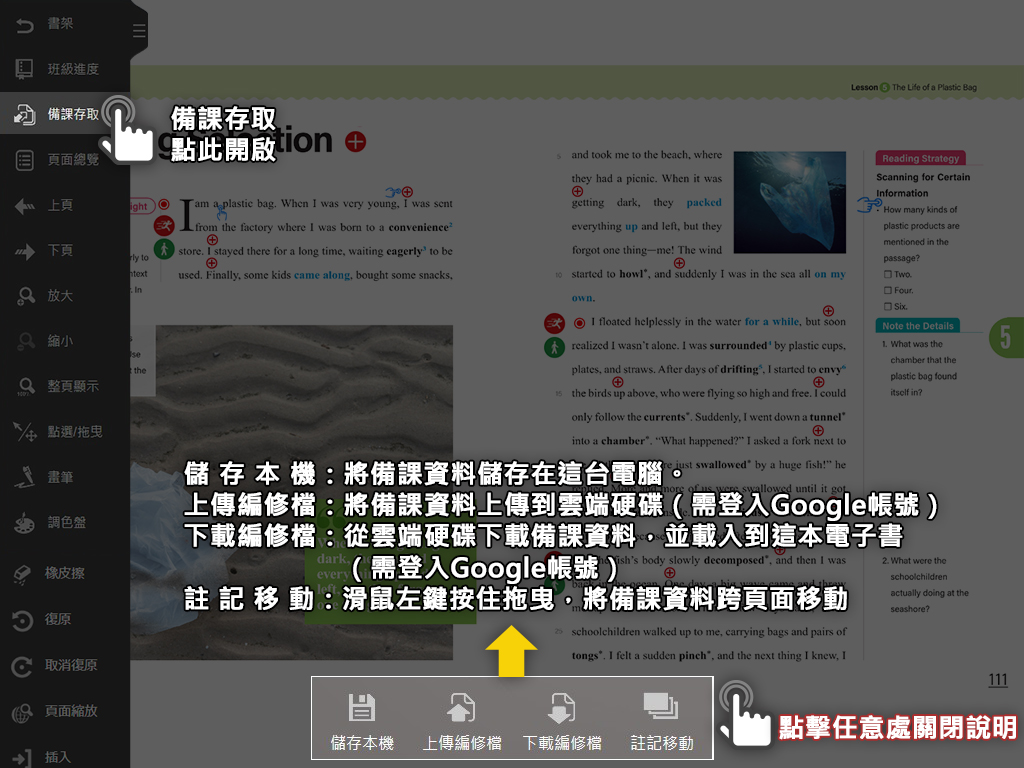 書架
班級進度
備課存取
頁面總覽
上頁
下頁
放大
縮小
整頁顯示
點選/拖曳
畫筆
調色盤
橡皮擦
復原
取消復原
頁面縮放
插入
備課存取
點此開啟
Lesson 5 The Life of a Plastic Bag
I am a plastic bag. When I was very young, I was sent
from the factory where I was born to a convenience²
store. I stayed there for a long time, waiting eagerly³ to be
used. Finally, some kids came along, bought some snacks,
5 and took me to the beach, where
they had a picnic. When it was
getting dark, they packed
everything up and left, but they
forgot one thing—me! The wind
10 started to howl*, and suddenly I was in the sea all on my
own.
I floated helplessly in the water for a while, but soon
realized I wasn't alone. I was surrounded⁴ by plastic cups,
plates, and straws. After days of drifting⁵, I started to envy⁶
15 the birds up above, who were flying so high and free. I could
only follow the currents*. Suddenly, I went down a tunnel*
into a chamber*. "What happened?" I asked a fork next to
just swallowed* by a huge fish!" he
fish's body slowly decomposed*, and then I was
schoolchildren walked up to me, carrying bags and pairs of
tongs*. I felt a sudden pinch*, and the next thing I knew, I
Reading Strategy
Scanning for Certain
Information
• How many kinds of
plastic products are
mentioned in the
passage?
☐ Two.
☐ Four.
☐ Six.
Note the Details
1. What was the
chamber that the
plastic bag found
itself in?
2. What were the
schoolchildren
actually doing at the
seashore?
5
111
儲 存 本 機：將備課資料儲存在這台電腦。
上傳編修檔：將備課資料上傳到雲端硬碟（需登入Google帳號）
下載編修檔：從雲端硬碟下載備課資料，並載入到這本電子書
（需登入Google帳號）
註 記 移 動：滑鼠左鍵按住拖曳，將備課資料跨頁面移動
儲存本機
上傳編修檔
下載編修檔
註記移動
點擊任意處關閉說明